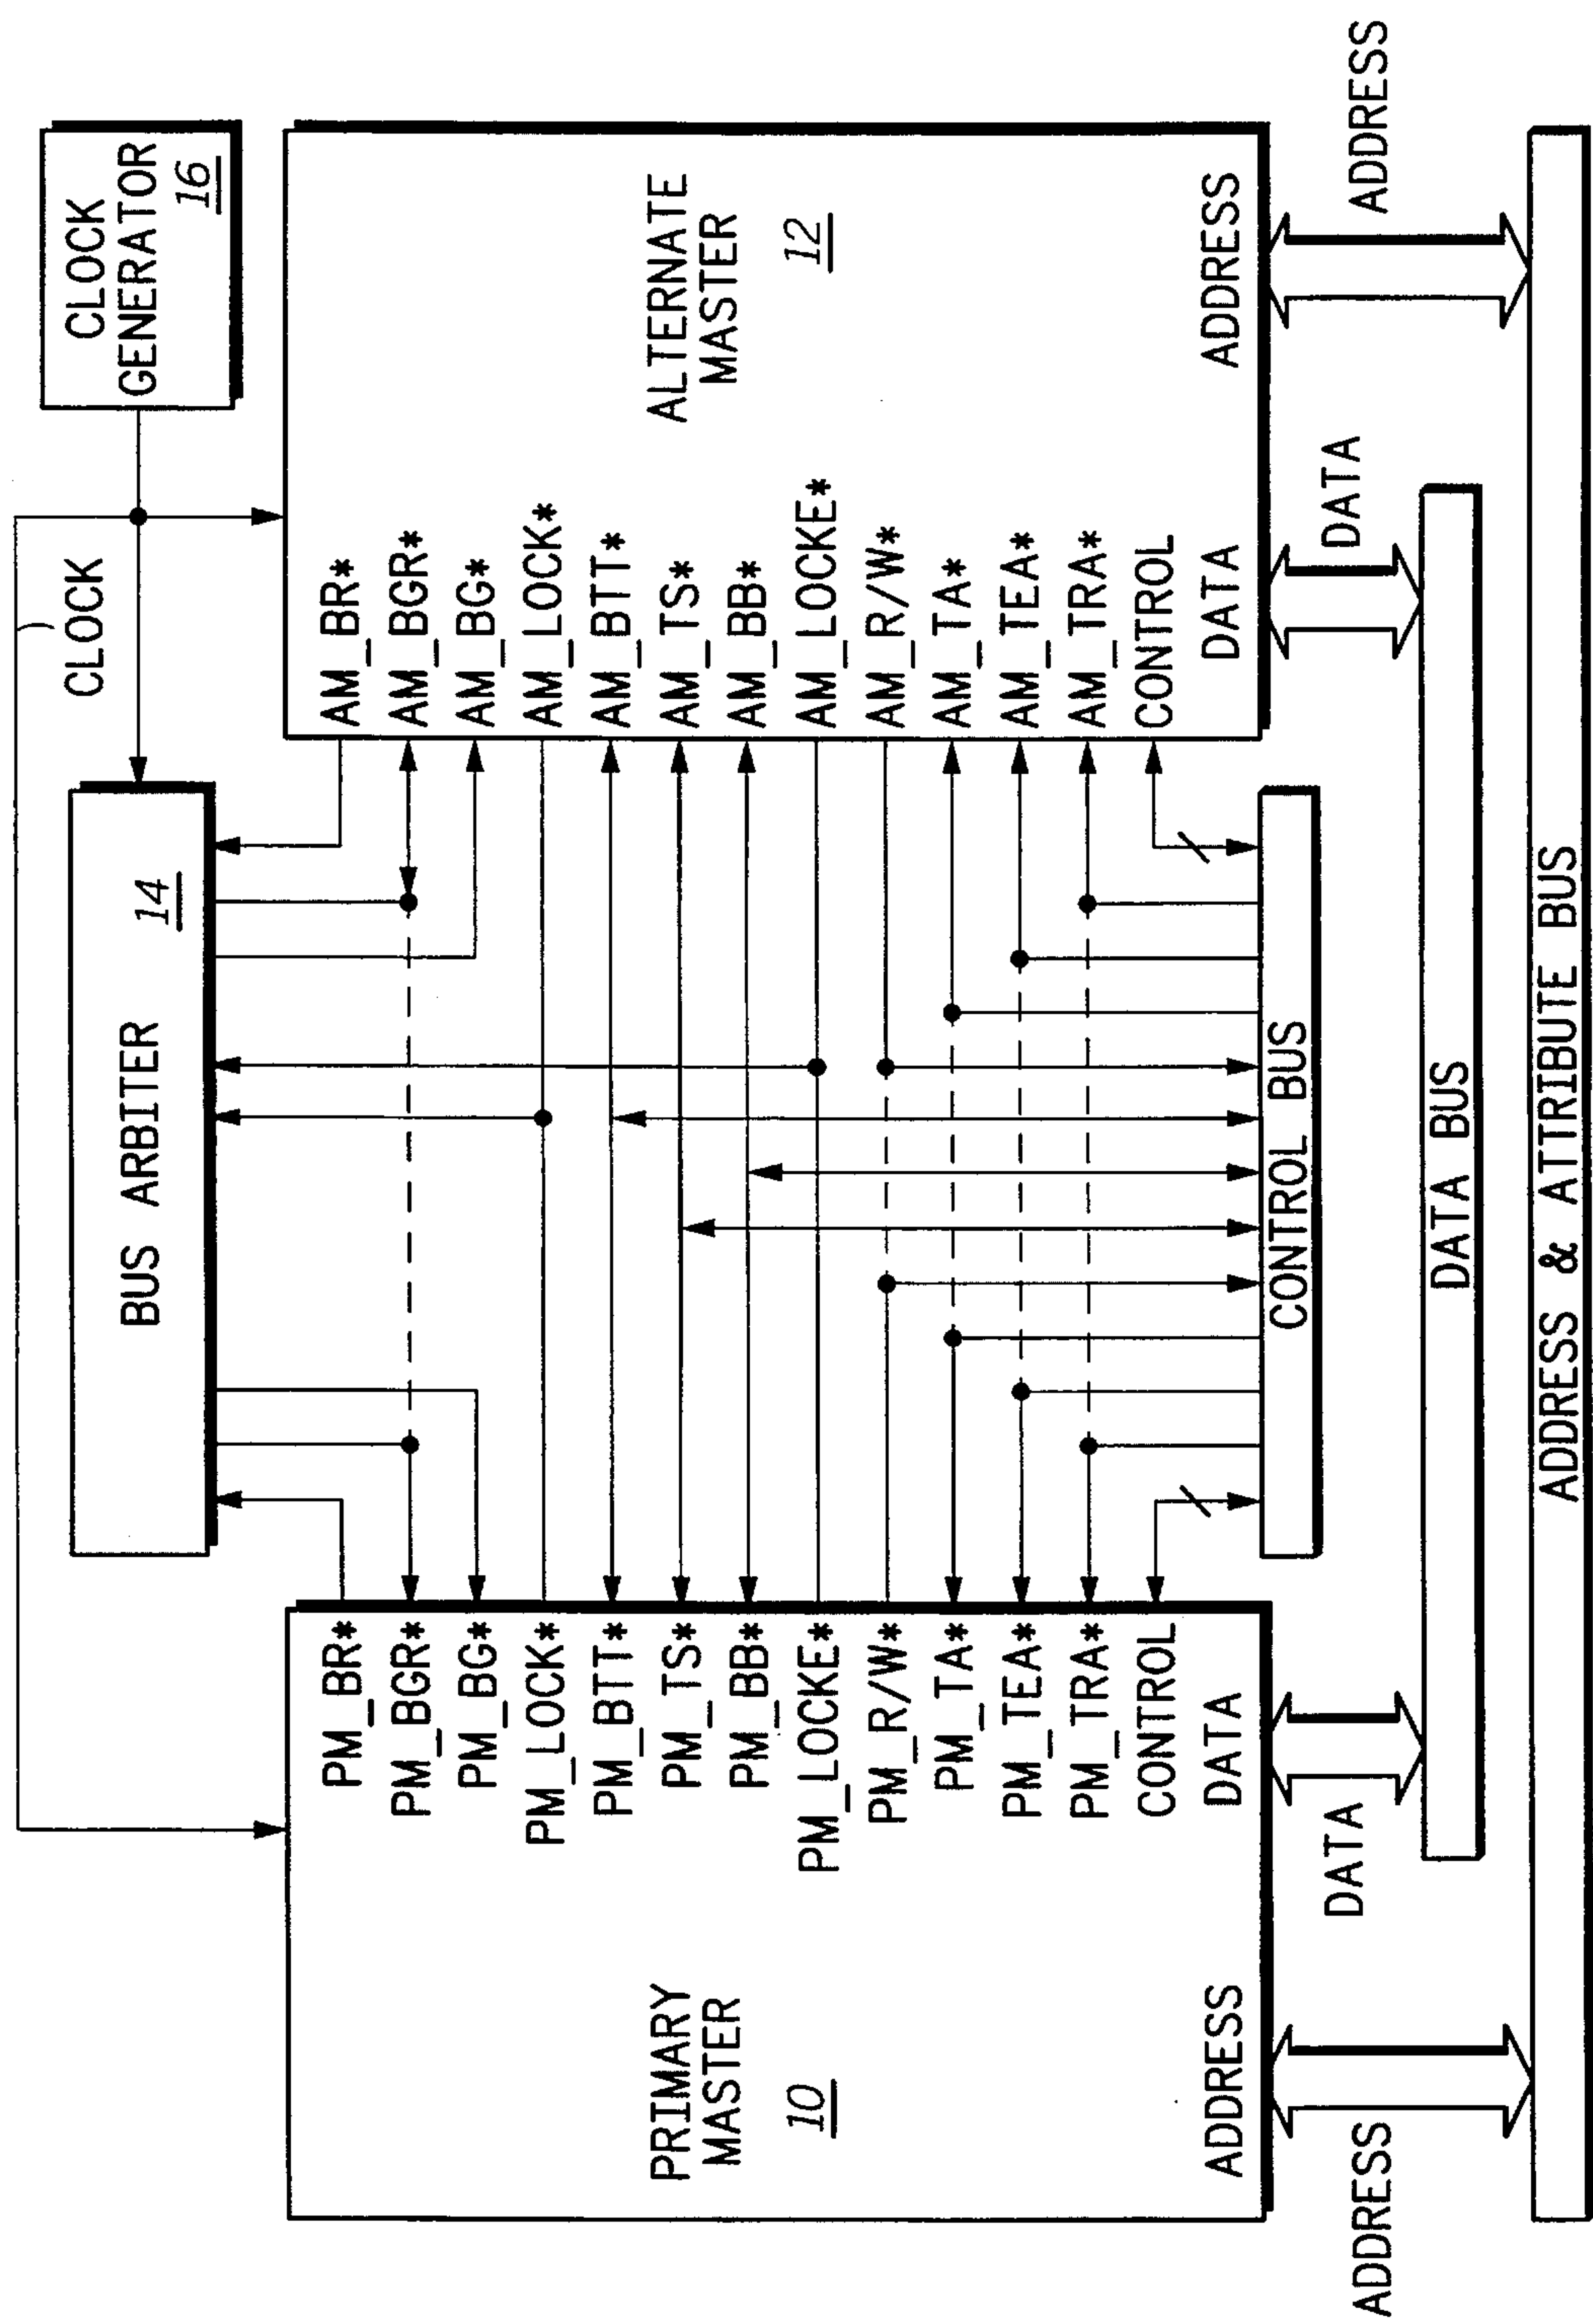 CLOCK
BUS ARBITER 14
CLOCK
GENERATOR
16
PRIMARY
MASTER
10
PM_BR*
PM_BGR*
PM_BG*
PM_LOCK*
PM_BTT*
PM_TS*
PM_BB*
PM_LOCKE*
PM_R/W*
PM_TA*
PM_TEA*
PM_TRA*
CONTROL
DATA
ADDRESS
AM_BR*
AM_BGR*
AM_BG*
AM_LOCK*
AM_BTT*
AM_TS*
AM_BB*
AM_LOCKE*
AM_R/W*
AM_TA*
AM_TEA*
AM_TRA*
CONTROL
DATA
ALTERNATE
MASTER
12
ADDRESS
CONTROL BUS
ADDRESS
DATA
DATA
ADDRESS
DATA BUS
ADDRESS & ATTRIBUTE BUS